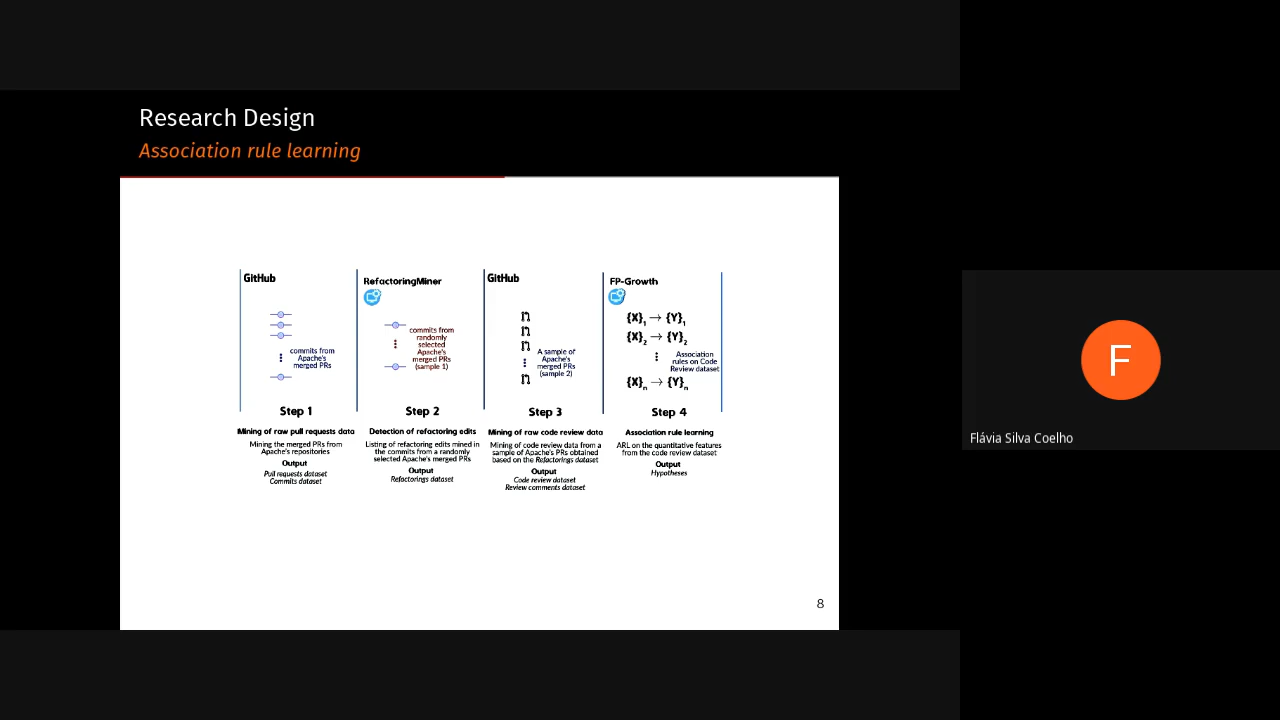 Research Design
Association rule learning
GitHub
commits from
Apache's
merged PRs
Step 1
Mining of raw pull requests data
Mining the merged PRs from
Apache's repositories
Output
Pull requests dataset
Commits dataset
RefactoringMiner
commits from
randomly
selected
Apache's
merged PRs
(sample 1)
Step 2
Detection of refactoring edits
Listing of refactoring edits mined in
the commits from a randomly
selected Apache's merged PRs
Output
Refactorings dataset
GitHub
A sample of
Apache's
merged PRs
(sample 2)
Step 3
Mining of raw code review data
Mining of code review data from a
sample of Apache's PRs obtained
based on the Refactorings dataset
Output
Code review dataset
Review comments dataset
FP-Growth
{X}1 → {Y}1
{X}2 → {Y}2
Association
rules on Code
Review dataset
{X}n → {Y}n
Step 4
Association rule learning
ARL on the quantitative features
from the code review dataset
Output
Hypotheses
8
F
Flávia Silva Coelho